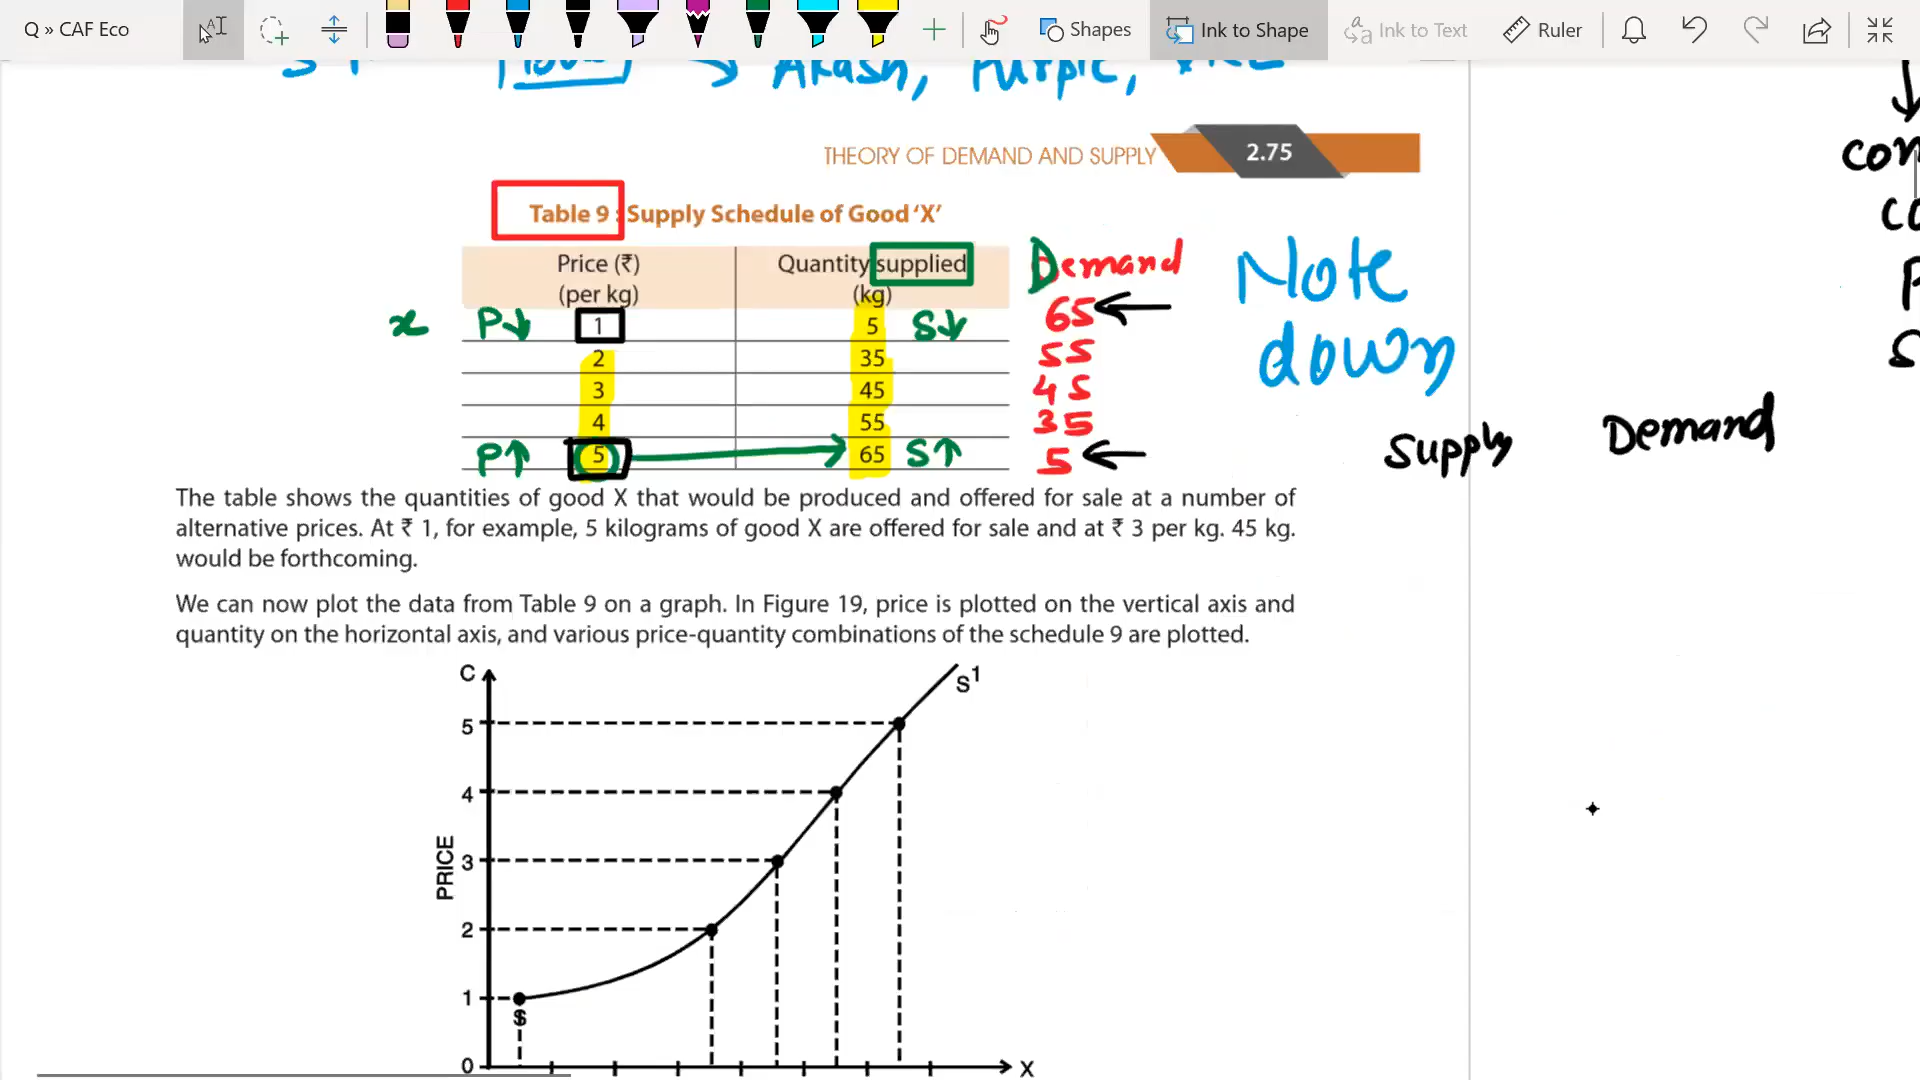 Q » CAF Eco
Shapes
Ink to Shape
Ink to Text
Ruler
Akash, Purple,
THEORY OF DEMAND AND SUPPLY 2.75
Table 9 : Supply Schedule of Good 'X'
Price (₹) (per kg) Quantity supplied (kg) Demand
x P↓ 1 5 S↓ 65
2 35 55
3 45 45
4 55 35
P↑ 5 65 S↑ 5
Note
down
Supply Demand
The table shows the quantities of good X that would be produced and offered for sale at a number of
alternative prices. At ₹ 1, for example, 5 kilograms of good X are offered for sale and at ₹ 3 per kg. 45 kg.
would be forthcoming.
We can now plot the data from Table 9 on a graph. In Figure 19, price is plotted on the vertical axis and
quantity on the horizontal axis, and various price-quantity combinations of the schedule 9 are plotted.
C
S¹
5
4
PRICE
3
2
1
S
0
X